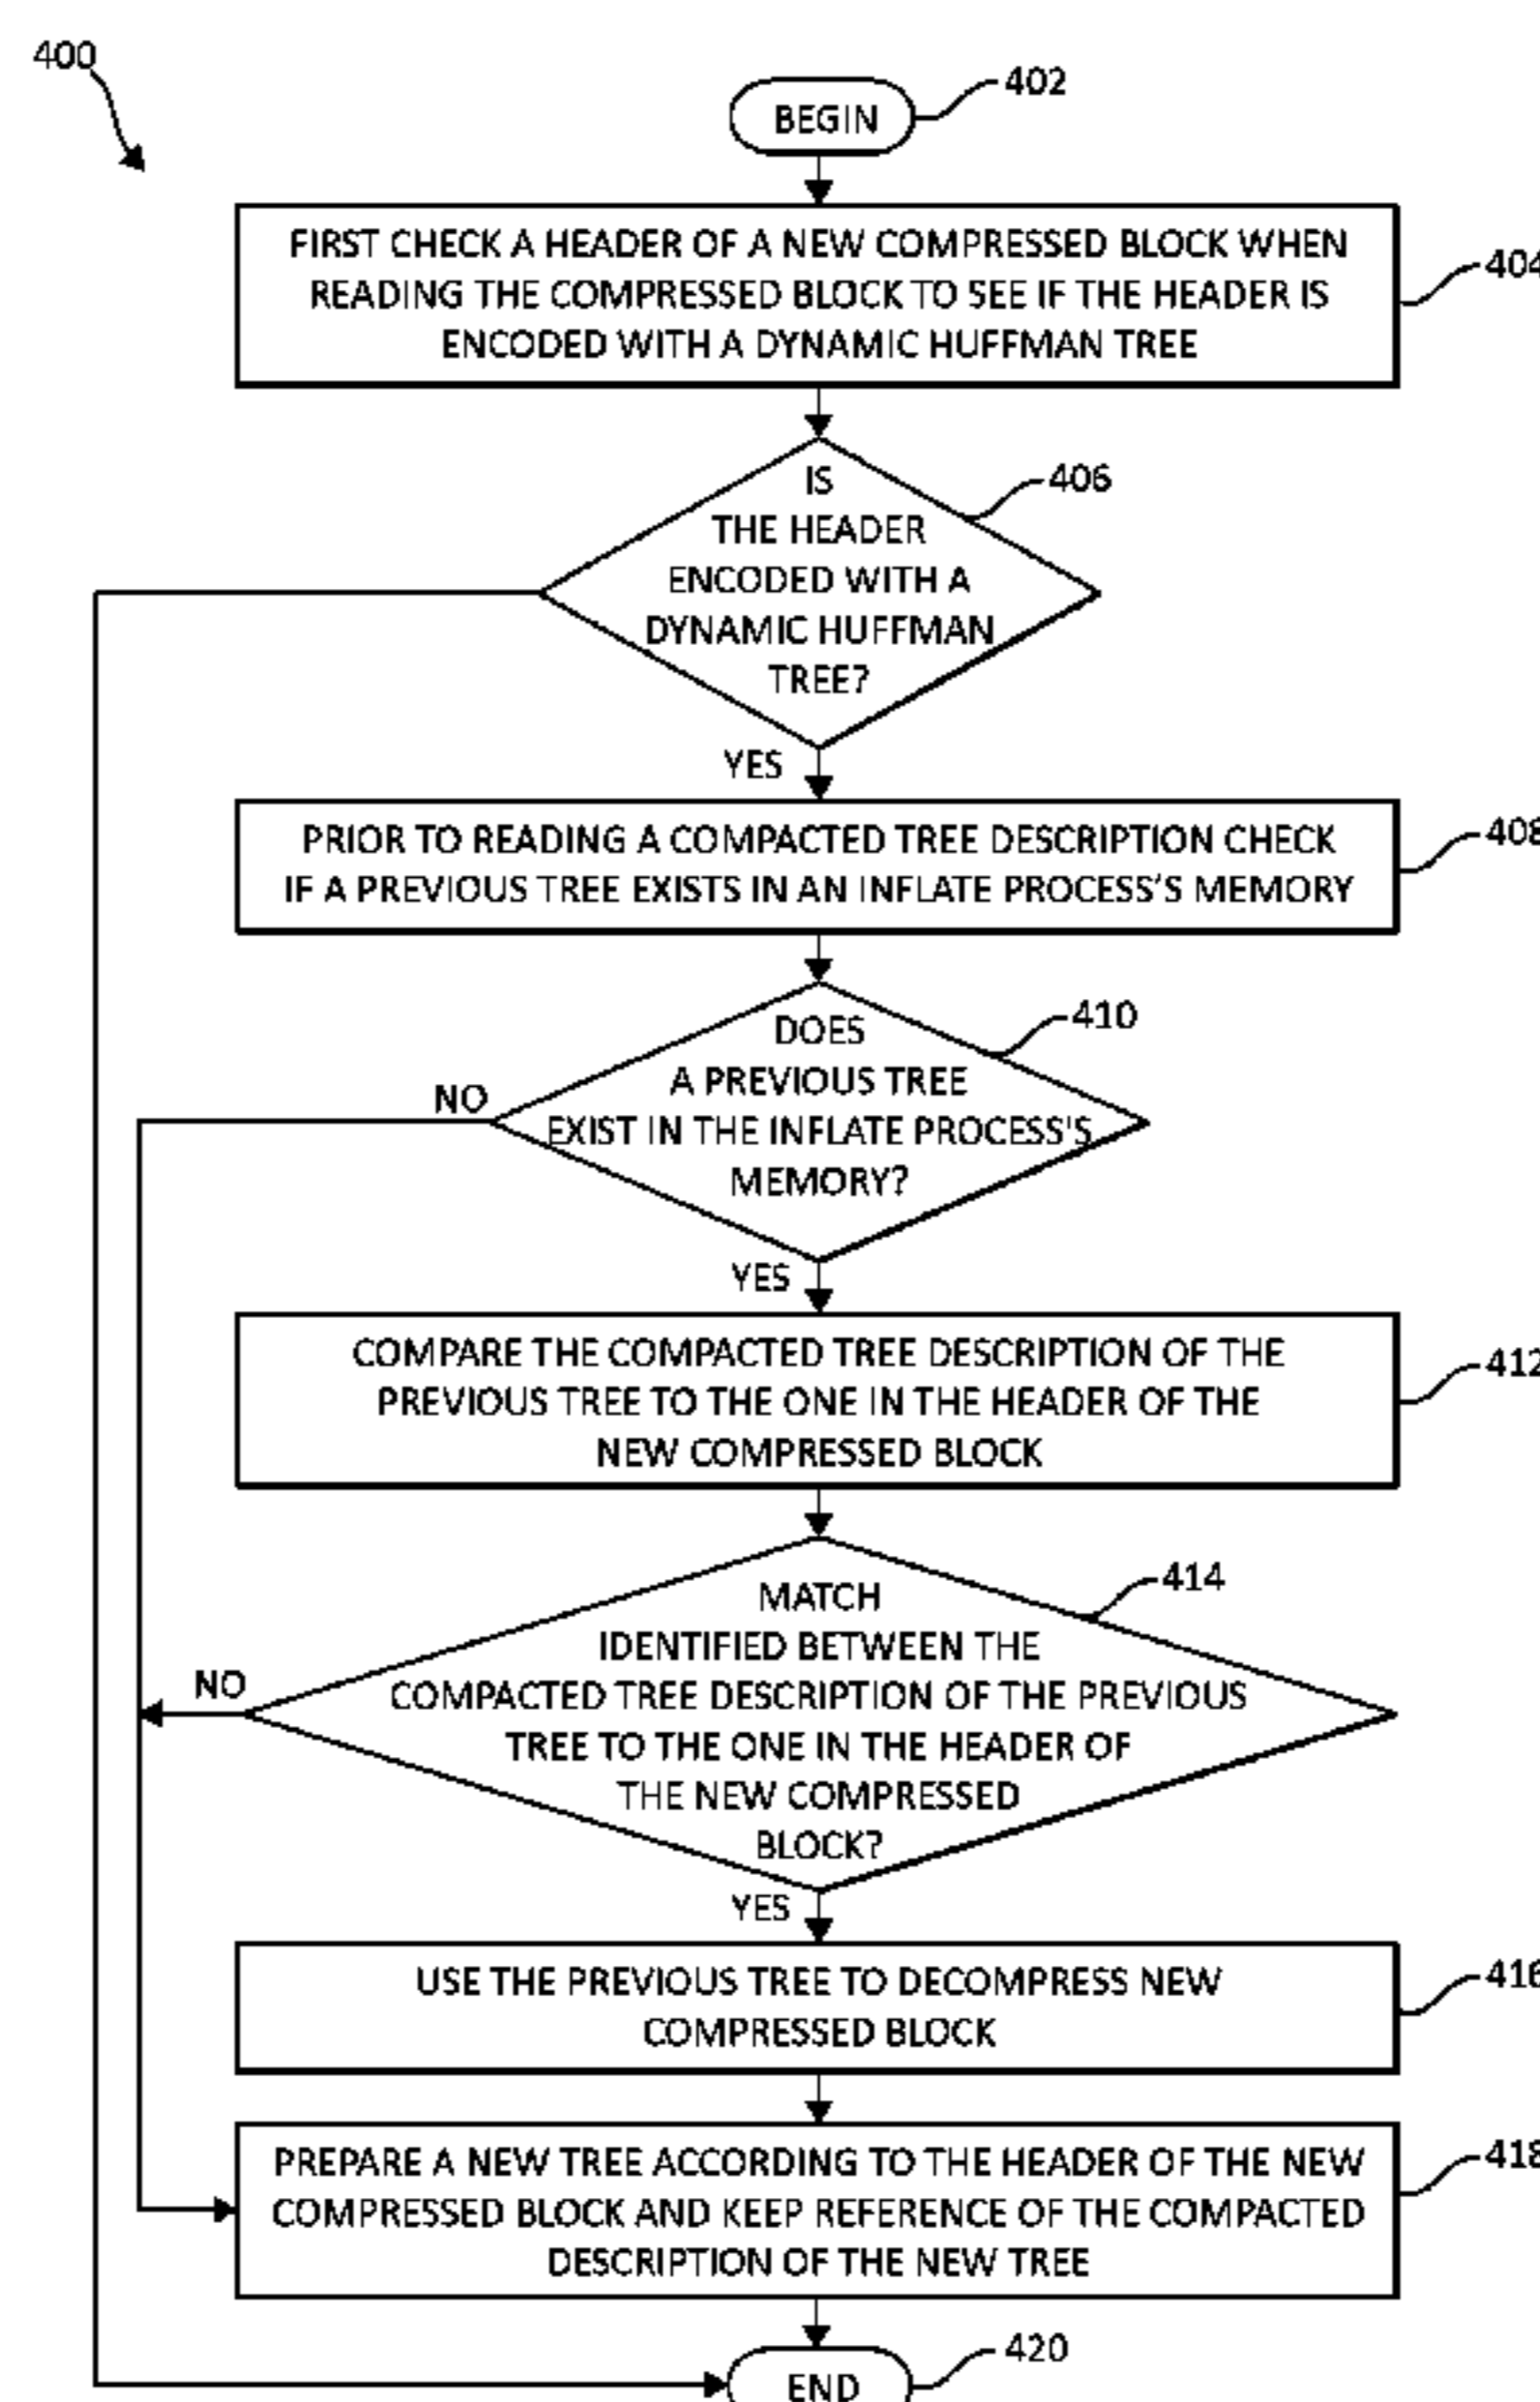 400
402
BEGIN
FIRST CHECK A HEADER OF A NEW COMPRESSED BLOCK WHEN
READING THE COMPRESSED BLOCK TO SEE IF THE HEADER IS
ENCODED WITH A DYNAMIC HUFFMAN TREE
404
406
IS
THE HEADER
ENCODED WITH A
DYNAMIC HUFFMAN
TREE?
YES
PRIOR TO READING A COMPACTED TREE DESCRIPTION CHECK
IF A PREVIOUS TREE EXISTS IN AN INFLATE PROCESS'S MEMORY
408
410
DOES
A PREVIOUS TREE
EXIST IN THE INFLATE PROCESS'S
MEMORY?
NO
YES
COMPARE THE COMPACTED TREE DESCRIPTION OF THE
PREVIOUS TREE TO THE ONE IN THE HEADER OF THE
NEW COMPRESSED BLOCK
412
414
MATCH
IDENTIFIED BETWEEN THE
COMPACTED TREE DESCRIPTION OF THE PREVIOUS
TREE TO THE ONE IN THE HEADER OF
THE NEW COMPRESSED
BLOCK?
NO
YES
USE THE PREVIOUS TREE TO DECOMPRESS NEW
COMPRESSED BLOCK
416
PREPARE A NEW TREE ACCORDING TO THE HEADER OF THE NEW
COMPRESSED BLOCK AND KEEP REFERENCE OF THE COMPACTED
DESCRIPTION OF THE NEW TREE
418
420
END